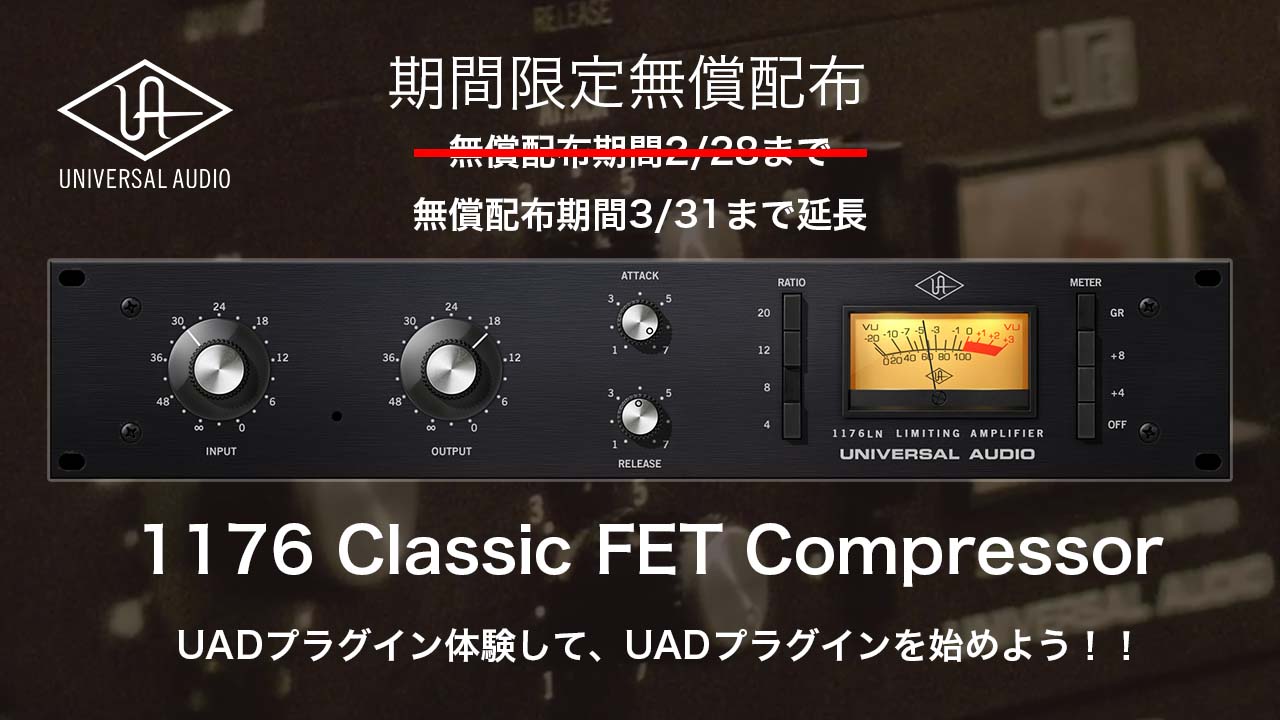 RELEASE
UNIVERSAL AUDIO
期間限定無償配布
無償配布期間2/28まで
無償配布期間3/31まで延長
ATTACK
3 5
1 7
RATIO
20
12
8
4
METER
GR
+8
+4
OFF
24
30 18
36 12
48 6
∞ 0
INPUT
24
30 18
36 12
48 6
∞ 0
OUTPUT
3 5
1 7
RELEASE
VU VU
-20 -10 -7 -5 -3 -1 0 +1 +2 +3
0 20 40 60 80 100
1176LN LIMITING AMPLIFIER
UNIVERSAL AUDIO
1176 Classic FET Compressor
UADプラグイン体験して、UADプラグインを始めよう！！